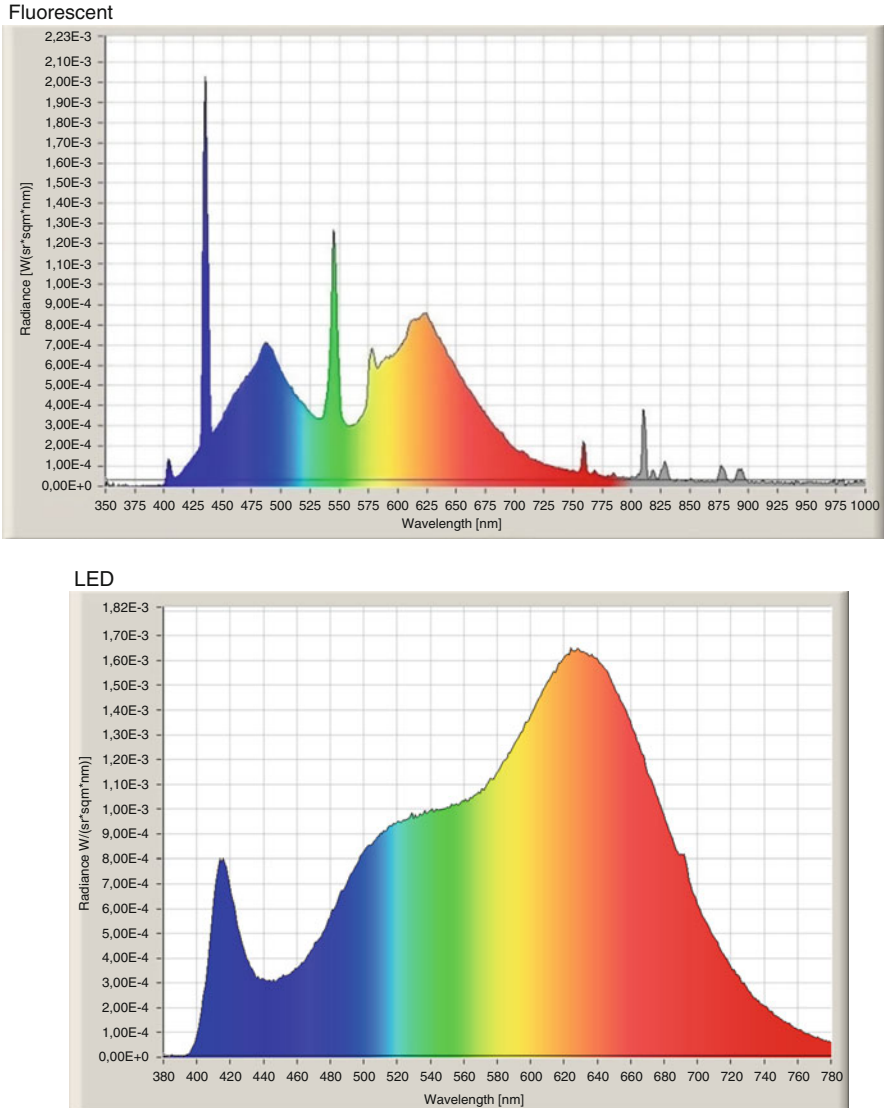 Fluorescent
2,23E-3
2,10E-3
2,00E-3
1,90E-3
1,80E-3
1,70E-3
1,60E-3
1,50E-3
1,40E-3
1,30E-3
1,20E-3
1,10E-3
1,00E-3
9,00E-4
8,00E-4
7,00E-4
6,00E-4
5,00E-4
4,00E-4
3,00E-4
2,00E-4
1,00E-4
0,00E+0
Radiance [W(sr*sqm*nm)]
350 375 400 425 450 475 500 525 550 575 600 625 650 675 700 725 750 775 800 825 850 875 900 925 950 975 1000
Wavelength [nm]
LED
1,82E-3
1,70E-3
1,60E-3
1,50E-3
1,40E-3
1,30E-3
1,20E-3
1,10E-3
1,00E-3
9,00E-4
8,00E-4
7,00E-4
6,00E-4
5,00E-4
4,00E-4
3,00E-4
2,00E-4
1,00E-4
0,00E+0
Radiance W/(sr*sqm*nm)]
380 400 420 440 460 480 500 520 540 560 580 600 620 640 660 680 700 720 740 760 780
Wavelength [nm]